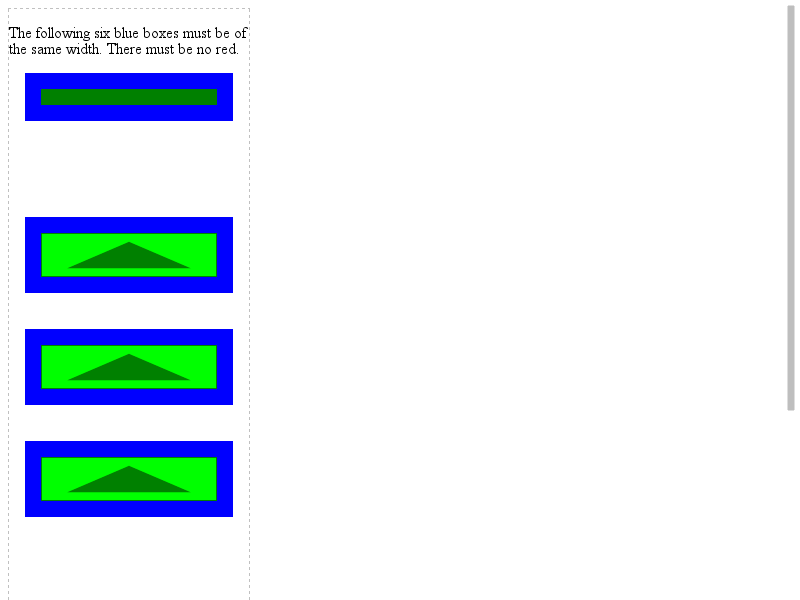 The following six blue boxes must be of
the same width. There must be no red.